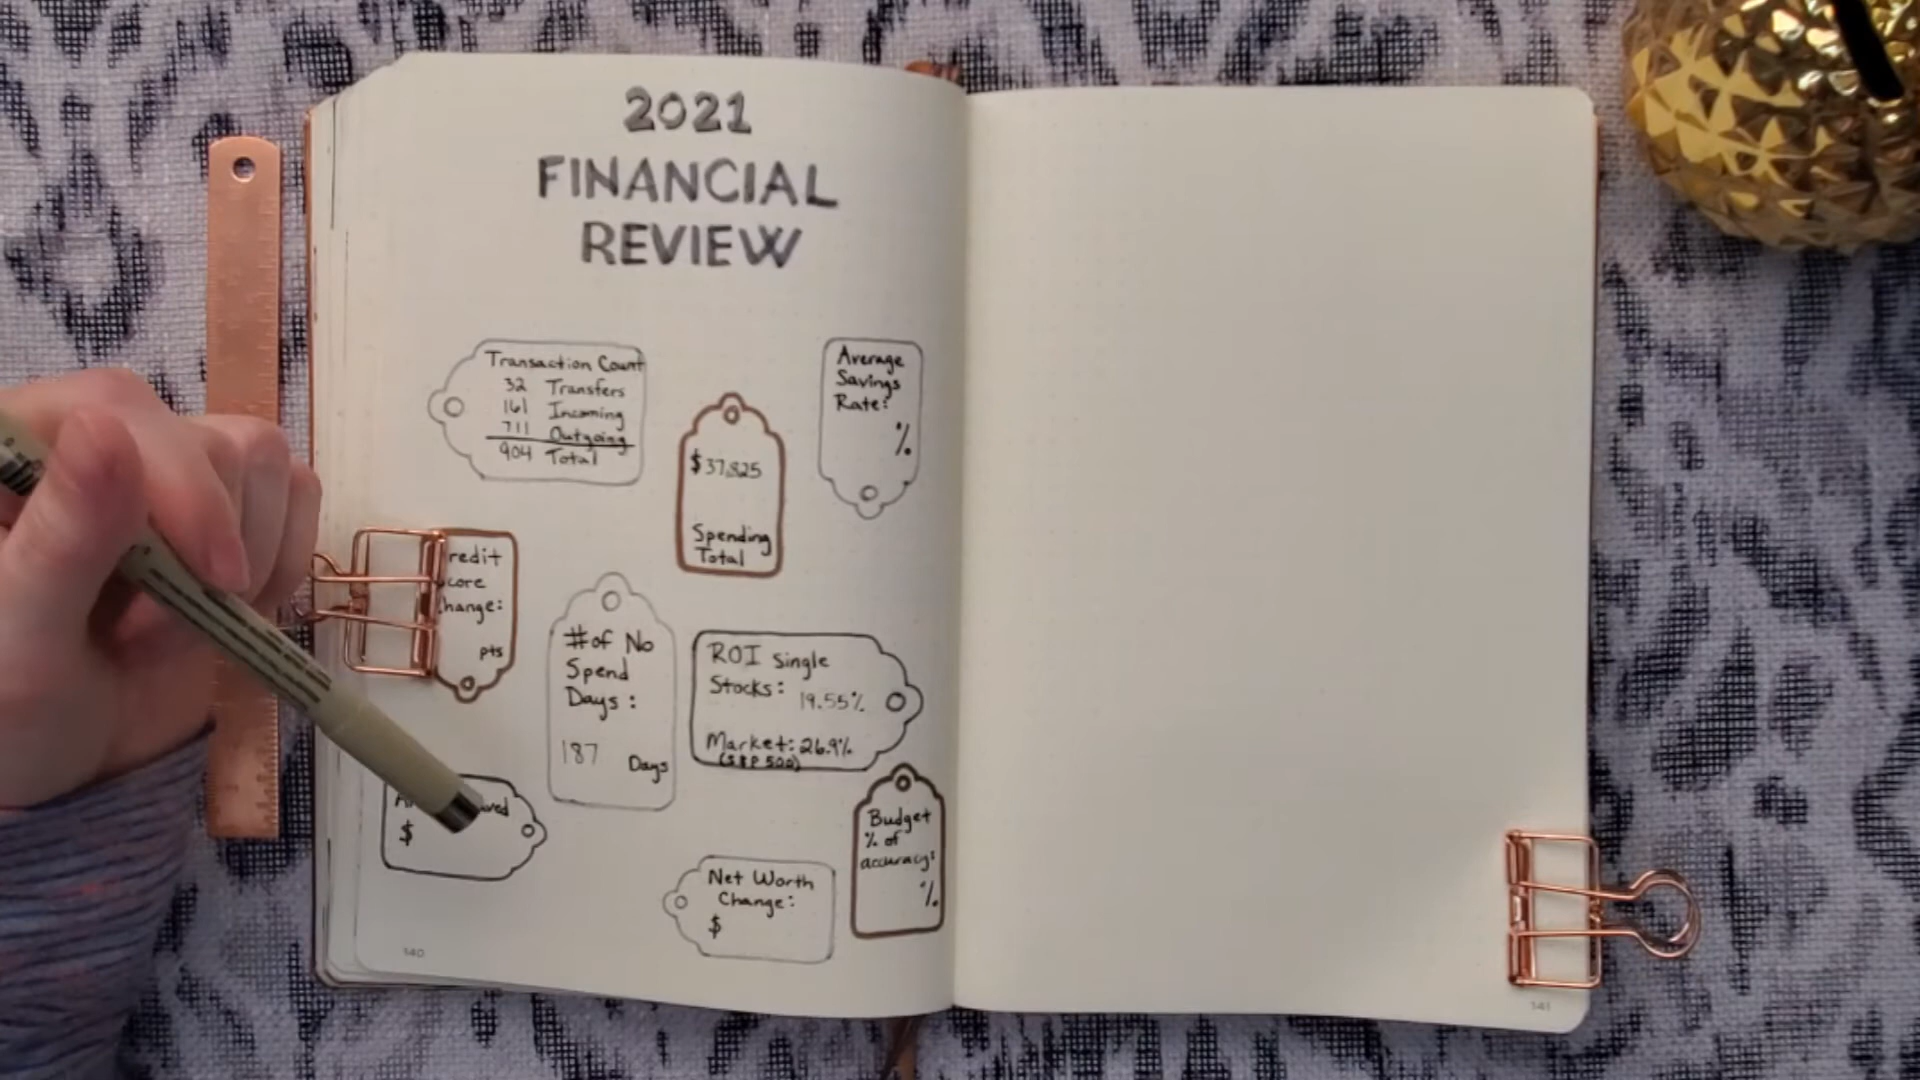 2021
FINANCIAL
REVIEW
Transaction Count
32 Transfers
161 Incoming
711 Outgoing
904 Total
$37,825
Spending
Total
Average
Savings
Rate:
%
redit
core
hange:
pts
# of No
Spend
Days:
187 Days
ROI Single
Stocks: 19.55%
Market: 26.9%
(S&P 500)
$
Budget
% of
accuracy:
%
Net Worth
Change:
$
140
141